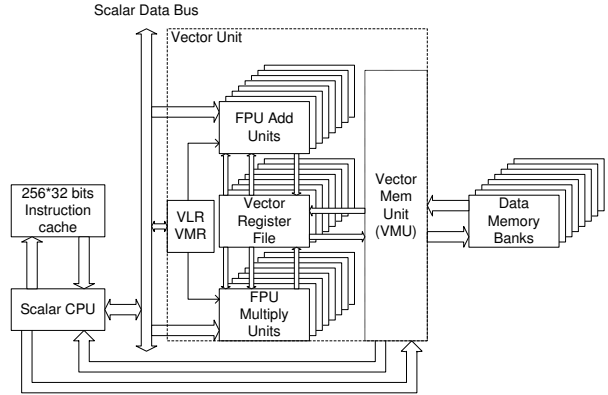 Scalar Data Bus
Vector Unit
FPU Add
Units
256*32 bits
Instruction
cache
VLR
VMR
Vector
Register
File
Vector
Mem
Unit
(VMU)
Data
Memory
Banks
Scalar CPU
FPU
Multiply
Units